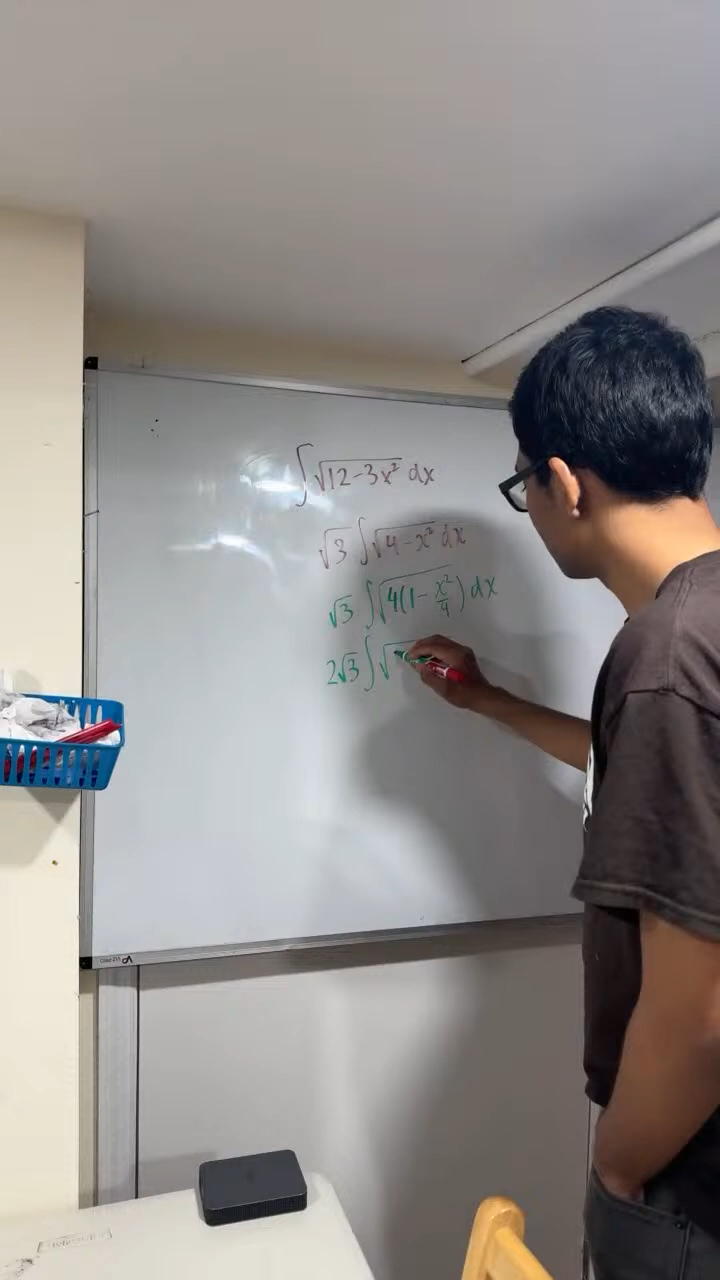 ∫√12-3x² dx
√3 ∫√4-x² dx
√3 ∫√4(1-x²/4) dx
2√3 ∫√